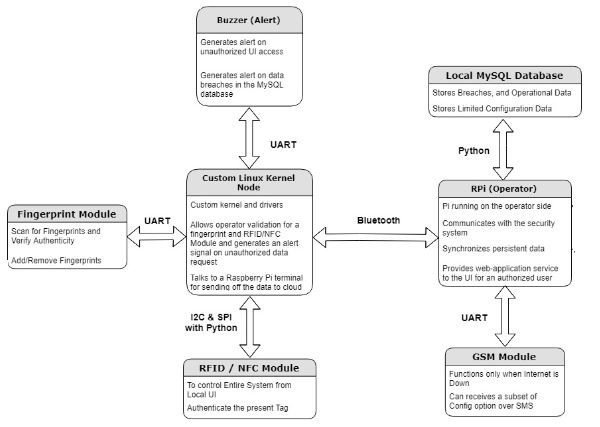 Buzzer (Alert)
Generates alert on
unauthorized UI access
Generates alert on data
breaches in the MySQL
database
Local MySQL Database
Stores Breaches, and Operational Data
Stores Limited Configuration Data
UART
Python
Custom Linux Kernel
Node
Custom kernel and drivers
Allows operator validation for a
fingerprint and RFID/NFC
Module and generates an alert
signal on unauthorized data
request
Talks to a Raspberry Pi terminal
for sending off the data to cloud
RPi (Operator)
Pi running on the operator side
Communicates with the security
system
Synchronizes persistent data
Provides web-application service
to the UI for an authorized user
Fingerprint Module
Scan for Fingerprints and
Verify Authenticity
Add/Remove Fingerprints
UART
Bluetooth
I2C & SPI
with Python
UART
RFID / NFC Module
To control Entire System from
Local UI
Authenticate the present Tag
GSM Module
Functions only when Internet is
Down
Can receives a subset of
Config option over SMS